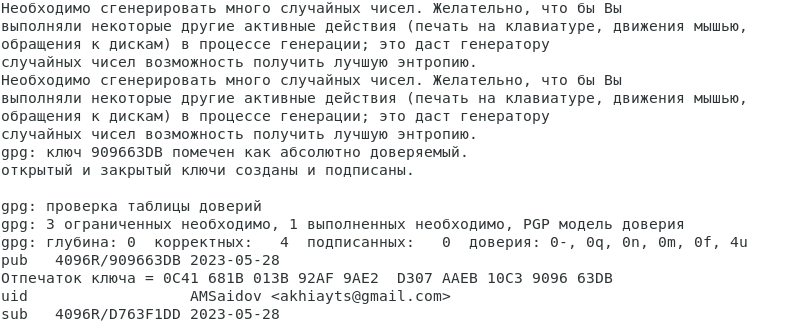 Необходимо сгенерировать много случайных чисел. Желательно, что бы Вы
выполняли некоторые другие активные действия (печать на клавиатуре, движения мышью,
обращения к дискам) в процессе генерации; это даст генератору
случайных чисел возможность получить лучшую энтропию.
Необходимо сгенерировать много случайных чисел. Желательно, что бы Вы
выполняли некоторые другие активные действия (печать на клавиатуре, движения мышью,
обращения к дискам) в процессе генерации; это даст генератору
случайных чисел возможность получить лучшую энтропию.
gpg: ключ 909663DB помечен как абсолютно доверяемый.
открытый и закрытый ключи созданы и подписаны.

gpg: проверка таблицы доверий
gpg: 3 ограниченных необходимо, 1 выполненных необходимо, PGP модель доверия
gpg: глубина: 0  корректных:   4  подписанных:   0  доверия: 0-, 0q, 0n, 0m, 0f, 4u
pub   4096R/909663DB 2023-05-28
Отпечаток ключа = 0C41 681B 013B 92AF 9AE2  D307 AAEB 10C3 9096 63DB
uid                  AMSaidov <akhiayts@gmail.com>
sub   4096R/D763F1DD 2023-05-28